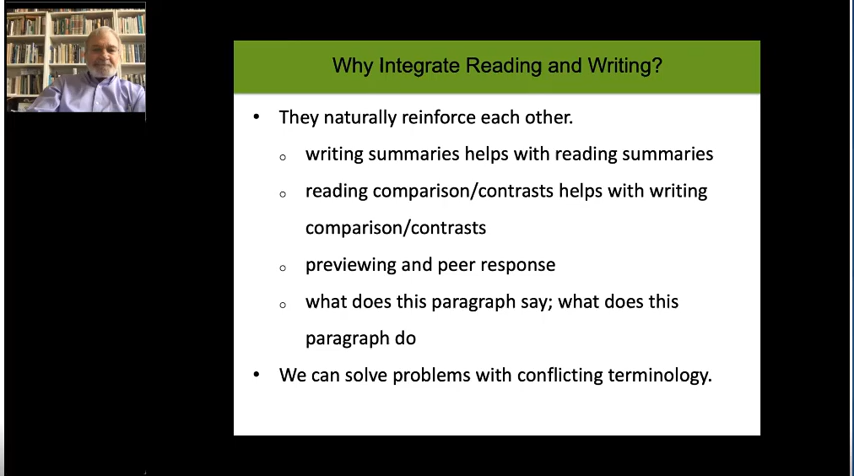 Why Integrate Reading and Writing?
• They naturally reinforce each other.
o writing summaries helps with reading summaries
o reading comparison/contrasts helps with writing
comparison/contrasts
o previewing and peer response
o what does this paragraph say; what does this
paragraph do
• We can solve problems with conflicting terminology.